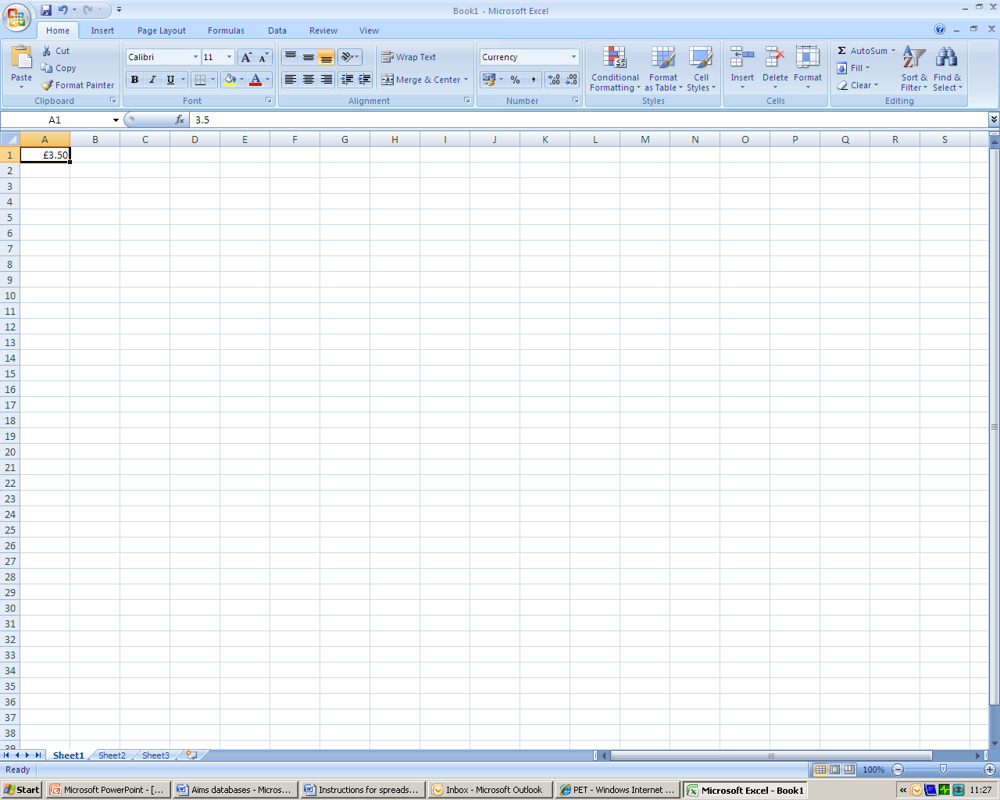 Book1 - Microsoft Excel
Home Insert Page Layout Formulas Data Review View
Paste
Cut
Copy
Format Painter
Clipboard
Calibri 11
B I U
Font
Wrap Text
Merge & Center
Alignment
Currency
% ,
Number
Conditional Formatting
Format as Table
Cell Styles
Styles
Insert Delete Format
Cells
Σ AutoSum
Fill
Clear
Sort & Filter
Find & Select
Editing
A1 fx 3.5
A B C D E F G H I J K L M N O P Q R S
1 £3.50
2
3
4
5
6
7
8
9
10
11
12
13
14
15
16
17
18
19
20
21
22
23
24
25
26
27
28
29
30
31
32
33
34
35
36
37
38
39
Sheet1 Sheet2 Sheet3
Ready 100%
Start Microsoft PowerPoint - [... Aims databases - Micros... Instructions for spreads... Inbox - Microsoft Outlook PET - Windows Internet ... Microsoft Excel - Book1 « 11:27